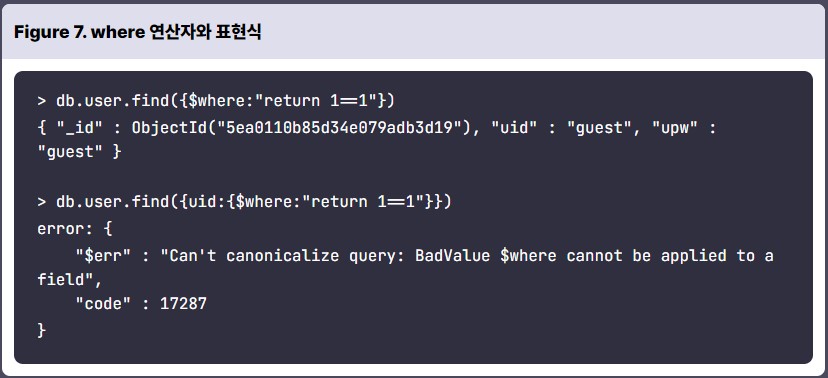 Figure 7. where 연산자와 표현식
> db.user.find({$where:"return 1==1"})
{ "_id" : ObjectId("5ea0110b85d34e079adb3d19"), "uid" : "guest", "upw" :
"guest" }
> db.user.find({uid:{$where:"return 1==1"}})
error: {
    "$err" : "Can't canonicalize query: BadValue $where cannot be applied to a
field",
    "code" : 17287
}